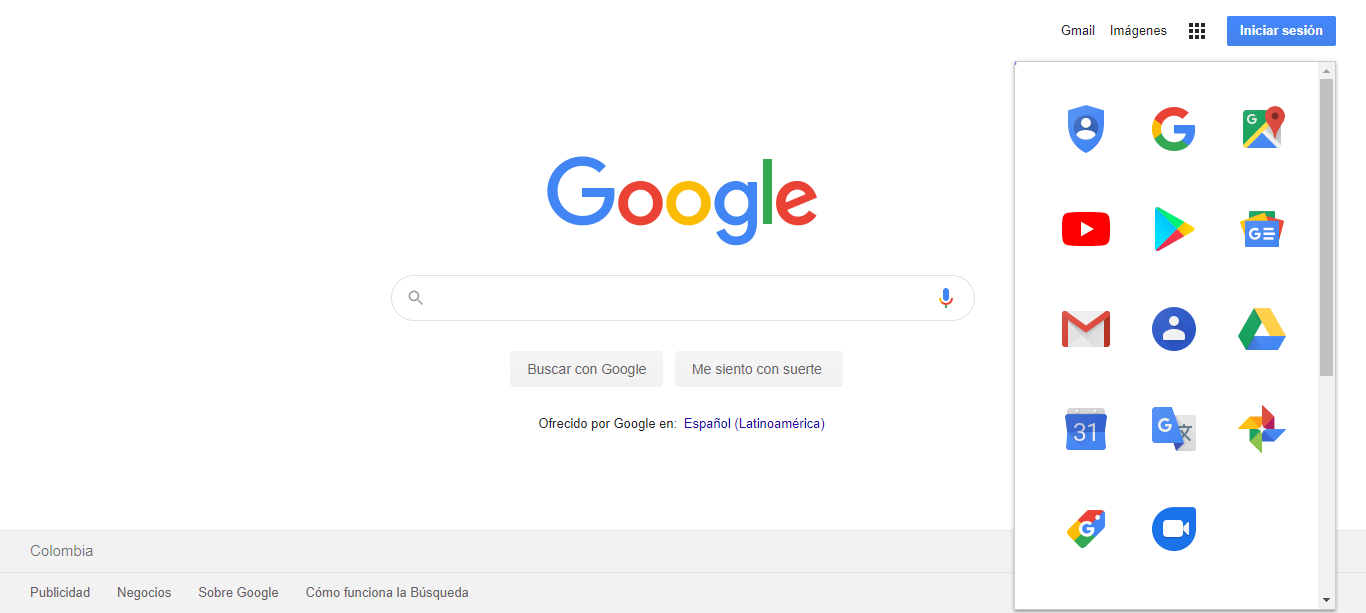 Gmail Imágenes Iniciar sesión
Google
Buscar con Google Me siento con suerte
Ofrecido por Google en: Español (Latinoamérica)
G
G
G
31
G
G
Colombia
Publicidad Negocios Sobre Google Cómo funciona la Búsqueda